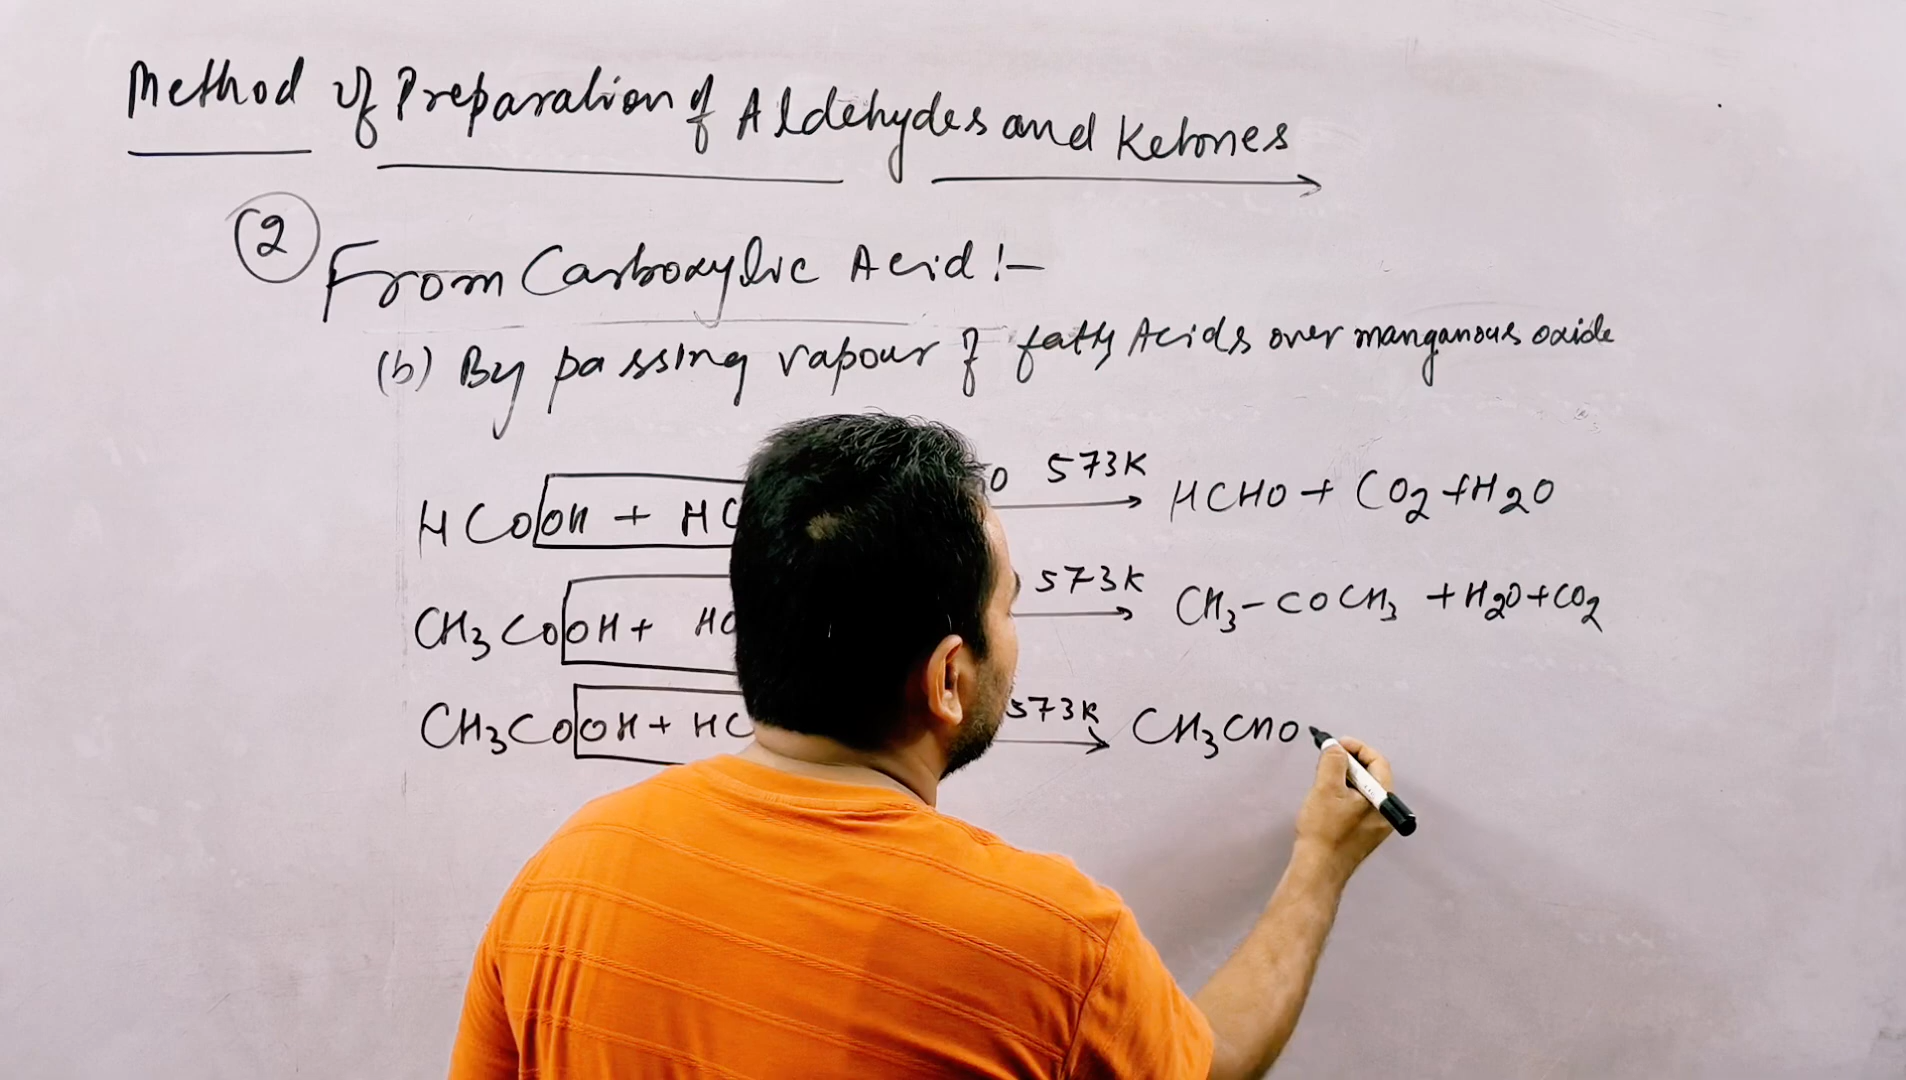 Method of Preparation of Aldehydes and Ketones
2
From Carboxylic Acid :-
(b) By passing vapour of fatty Acids over manganous oxide
HCOOH + HC O 573K HCHO + CO2 + H2O
CH3COOH + HC 573K CH3-COCH3 + H2O + CO2
CH3COOH + HC 573K CH3CHO